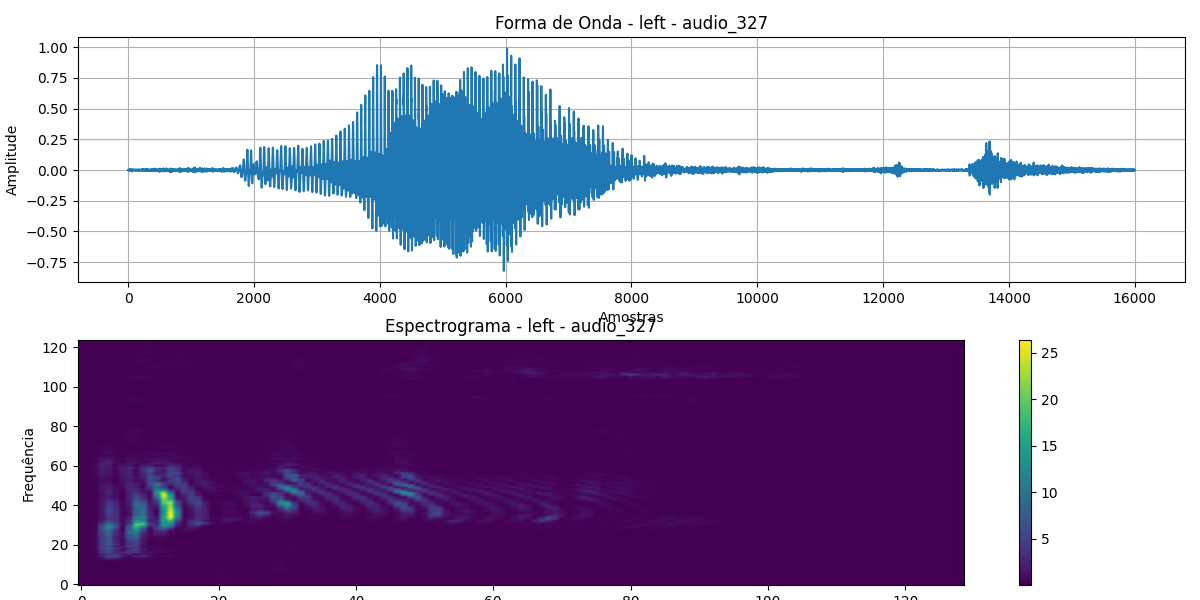 Forma de Onda - left - audio_327
1.00
0.75
0.50
0.25
0.00
−0.25
−0.50
−0.75
Amplitude
0 2000 4000 6000 8000 10000 12000 14000 16000
Amostras
Espectrograma - left - audio_327
120
100
80
60
40
20
0
Frequência
25
20
15
10
5
0 20 40 60 80 100 120